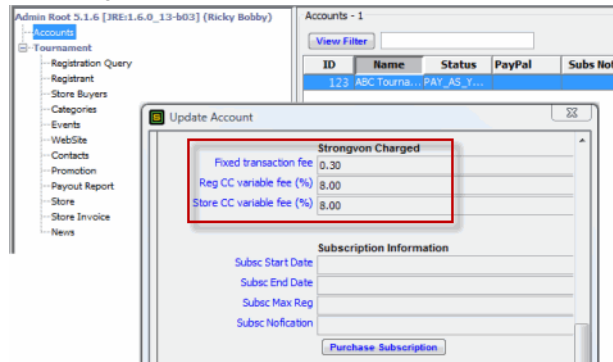 Admin Root 5.1.6 [JRE:1.6.0_13-b03] (Ricky Bobby)
Accounts
Tournament
Registration Query
Registrant
Store Buyers
Categories
Events
WebSite
Contacts
Promotion
Payout Report
Store
Store Invoice
News
Accounts - 1
View Filter
ID Name Status PayPal Subs Not
123 ABC Tourna... PAY_AS_Y...
S Update Account
Strongvon Charged
Fixed transaction fee 0.30
Reg CC variable fee (%) 8.00
Store CC variable fee (%) 8.00
Subscription Information
Subsc Start Date
Subsc End Date
Subsc Max Reg
Subsc Nofication
Purchase Subscription